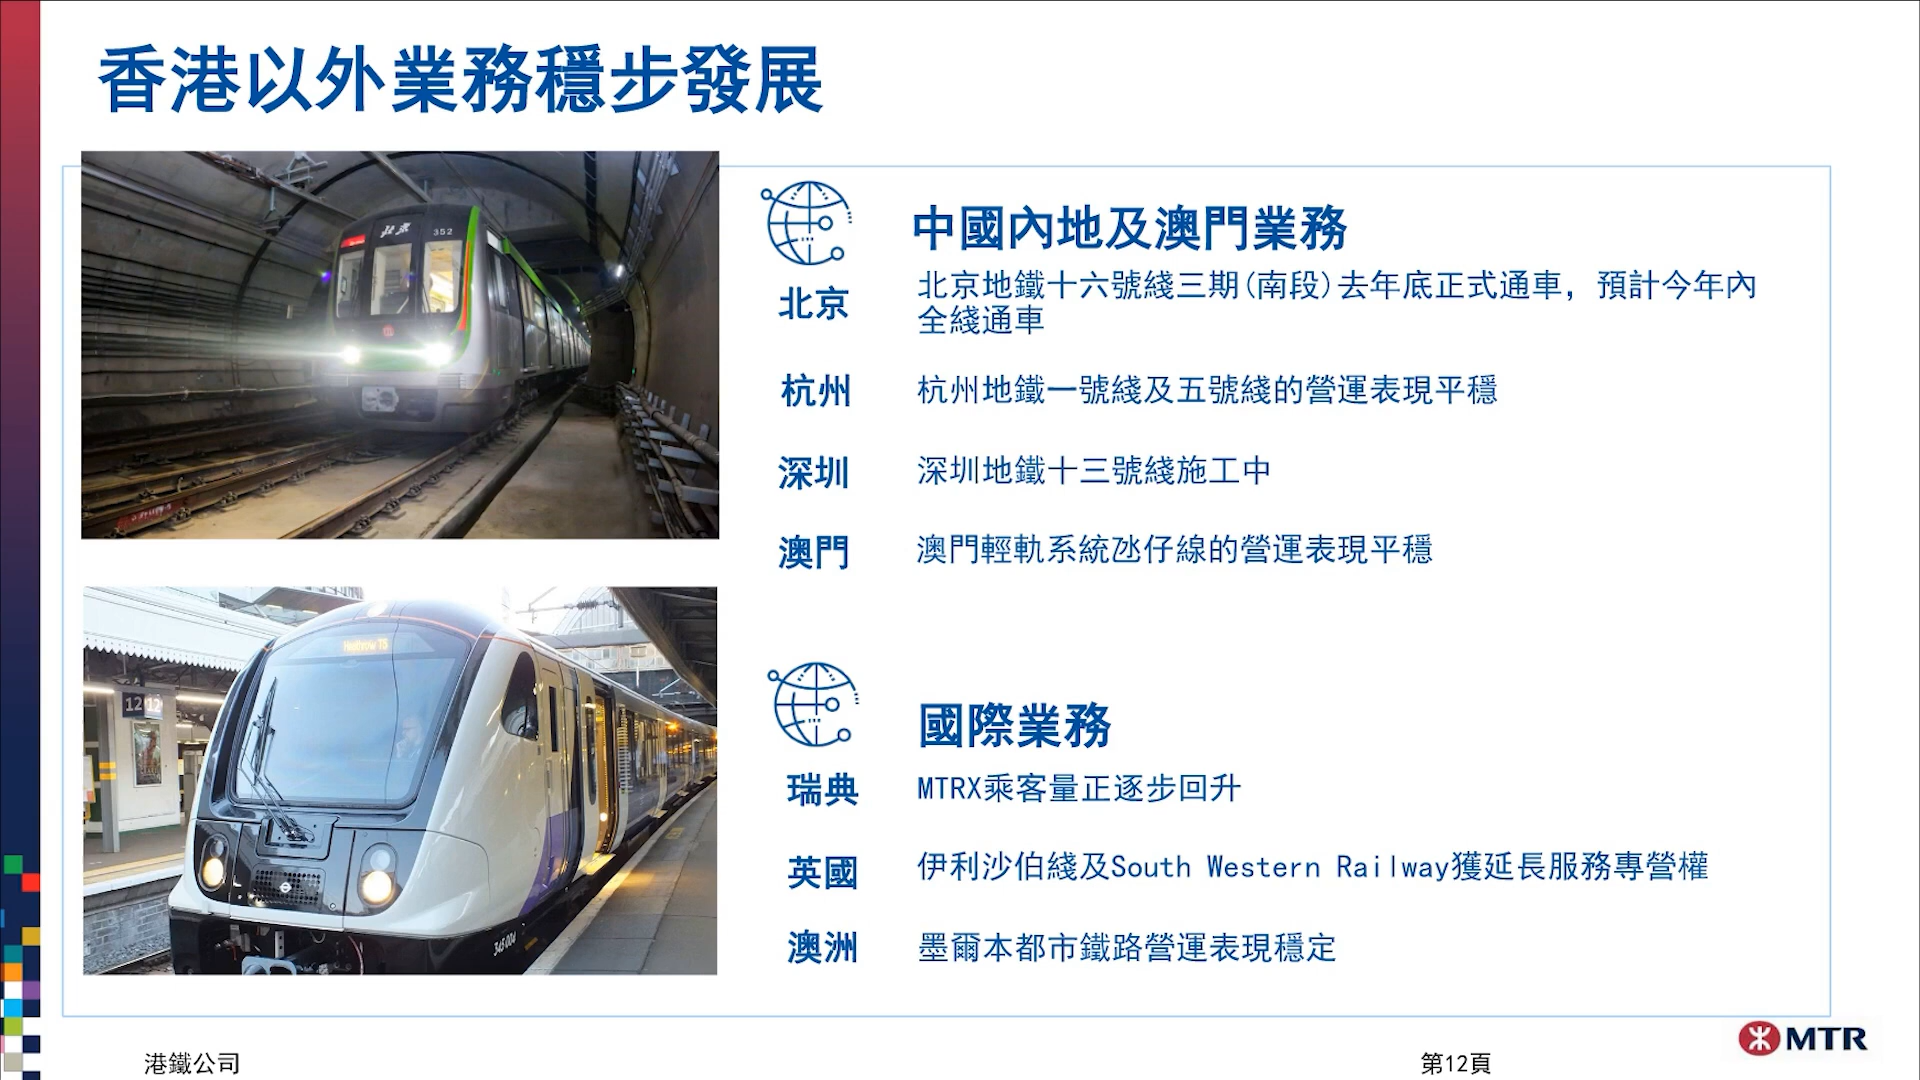 香港以外業務穩步發展
北京 352
中國內地及澳門業務
北京
北京地鐵十六號綫三期(南段)去年底正式通車，預計今年內
全綫通車
杭州
杭州地鐵一號綫及五號綫的營運表現平穩
深圳
深圳地鐵十三號綫施工中
澳門
澳門輕軌系統氹仔線的營運表現平穩
Heathrow T5
12 12
345 004
國際業務
瑞典
MTRX乘客量正逐步回升
英國
伊利沙伯綫及South Western Railway獲延長服務專營權
澳洲
墨爾本都市鐵路營運表現穩定
港鐵公司
第12頁
MTR